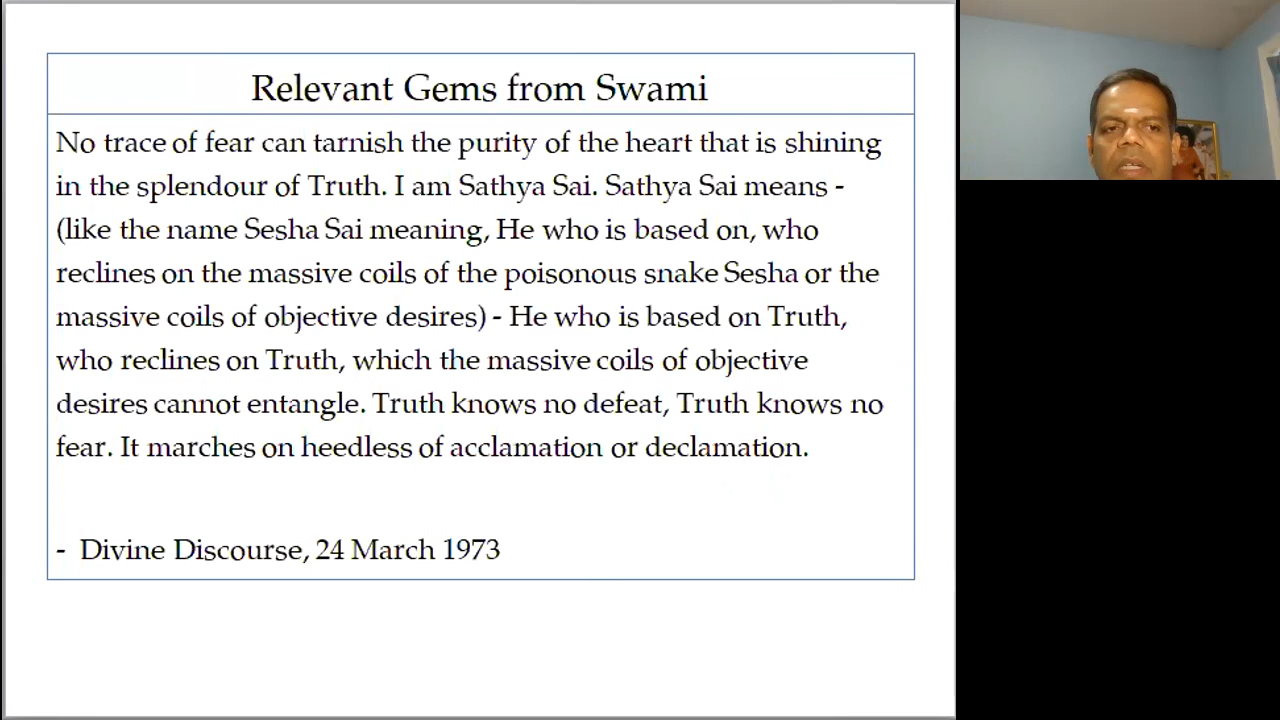 Relevant Gems from Swami
No trace of fear can tarnish the purity of the heart that is shining
in the splendour of Truth. I am Sathya Sai. Sathya Sai means -
(like the name Sesha Sai meaning, He who is based on, who
reclines on the massive coils of the poisonous snake Sesha or the
massive coils of objective desires) - He who is based on Truth,
who reclines on Truth, which the massive coils of objective
desires cannot entangle. Truth knows no defeat, Truth knows no
fear. It marches on heedless of acclamation or declamation.
- Divine Discourse, 24 March 1973